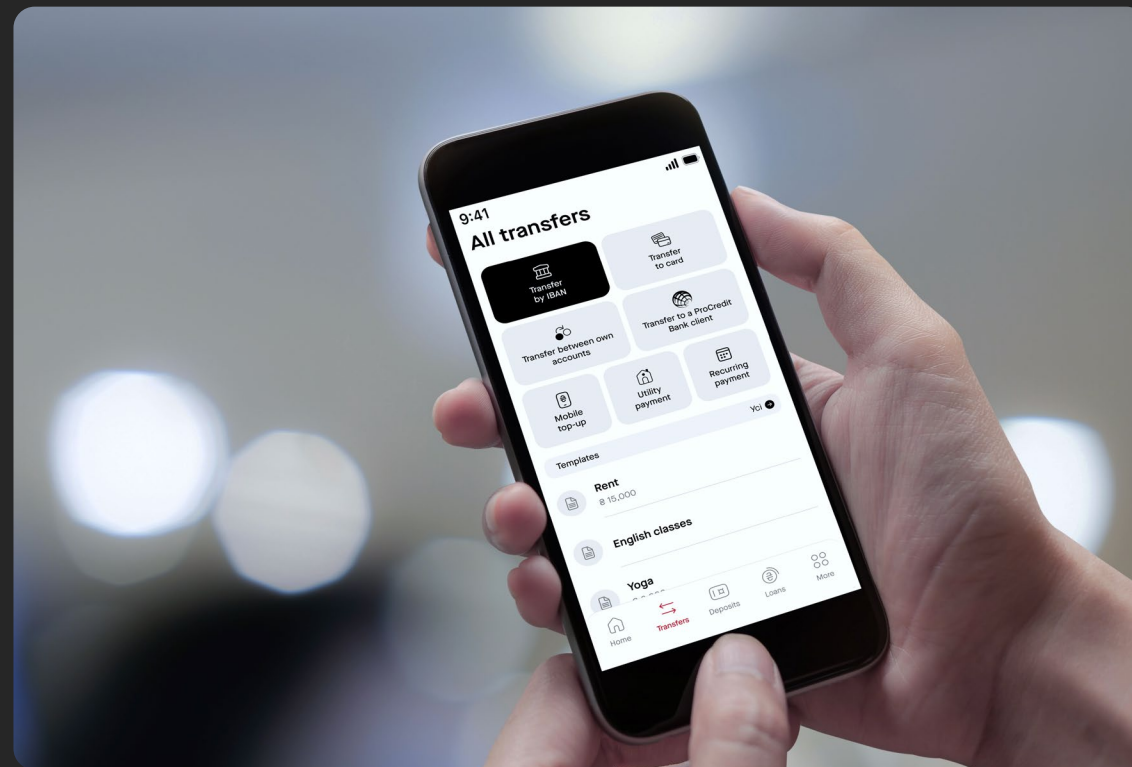 9:41
All transfers
Transfer
by IBAN
Transfer
to card
Transfer between own
accounts
Transfer to a ProCredit
Bank client
Mobile
top-up
Utility
payment
Recurring
payment
Templates
Усі
Rent
₴ 15,000
English classes
Yoga
Home
Transfers
Deposits
Loans
More